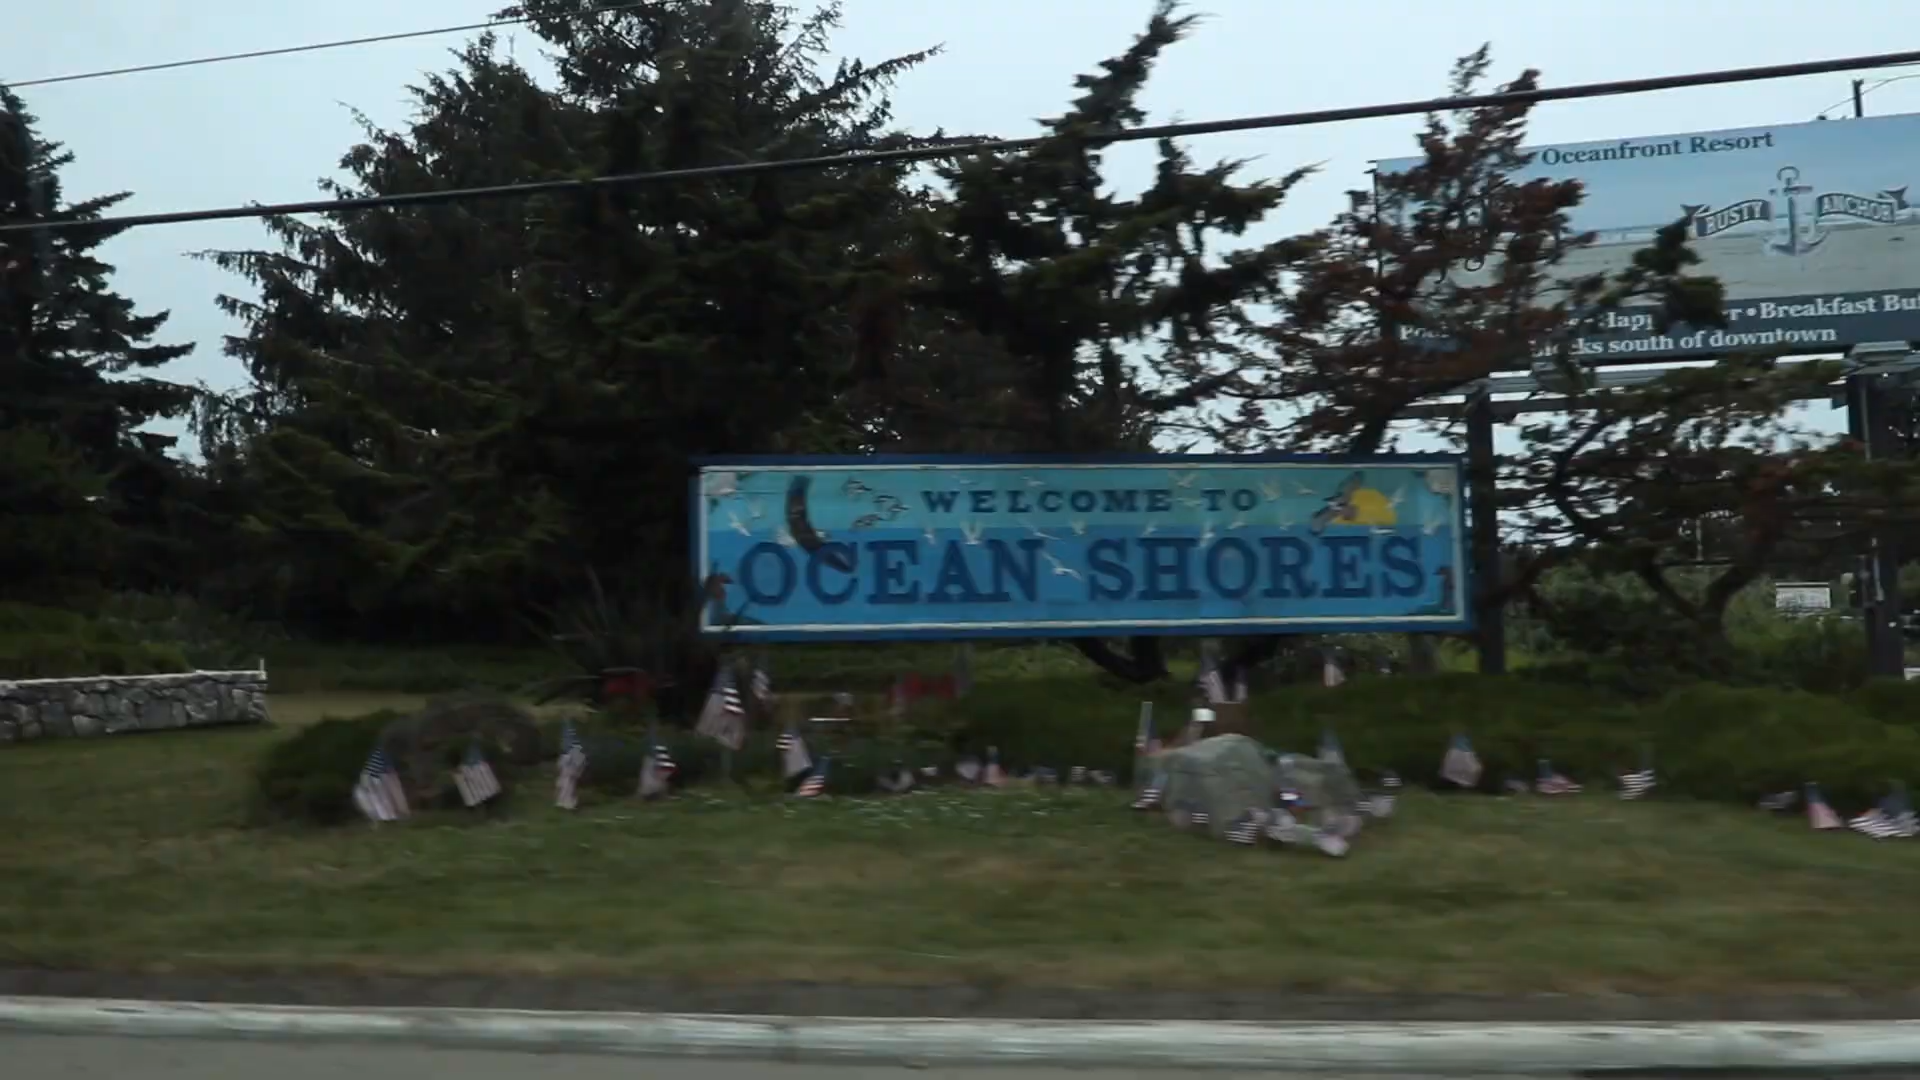 WELCOME TO
OCEAN SHORES
Oceanfront Resort
RUSTY ANCHOR
Breakfast
south of downtown